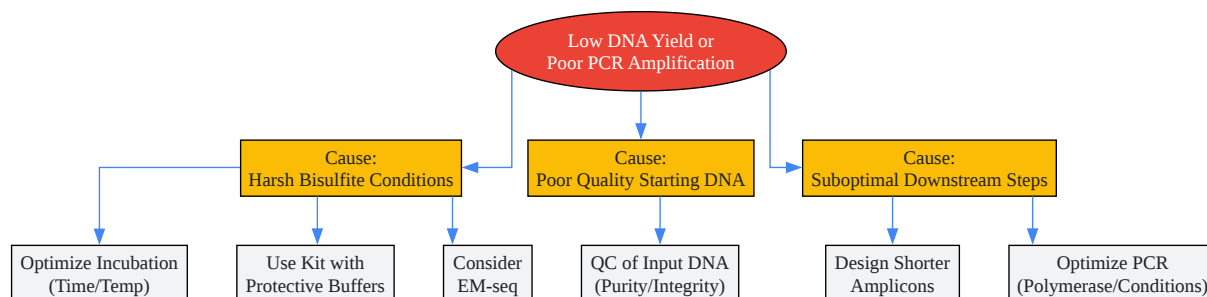 Low DNA Yield or
Poor PCR Amplification
Cause:
Harsh Bisulfite Conditions
Cause:
Poor Quality Starting DNA
Cause:
Suboptimal Downstream Steps
Optimize Incubation
(Time/Temp)
Use Kit with
Protective Buffers
Consider
EM-seq
QC of Input DNA
(Purity/Integrity)
Design Shorter
Amplicons
Optimize PCR
(Polymerase/Conditions)